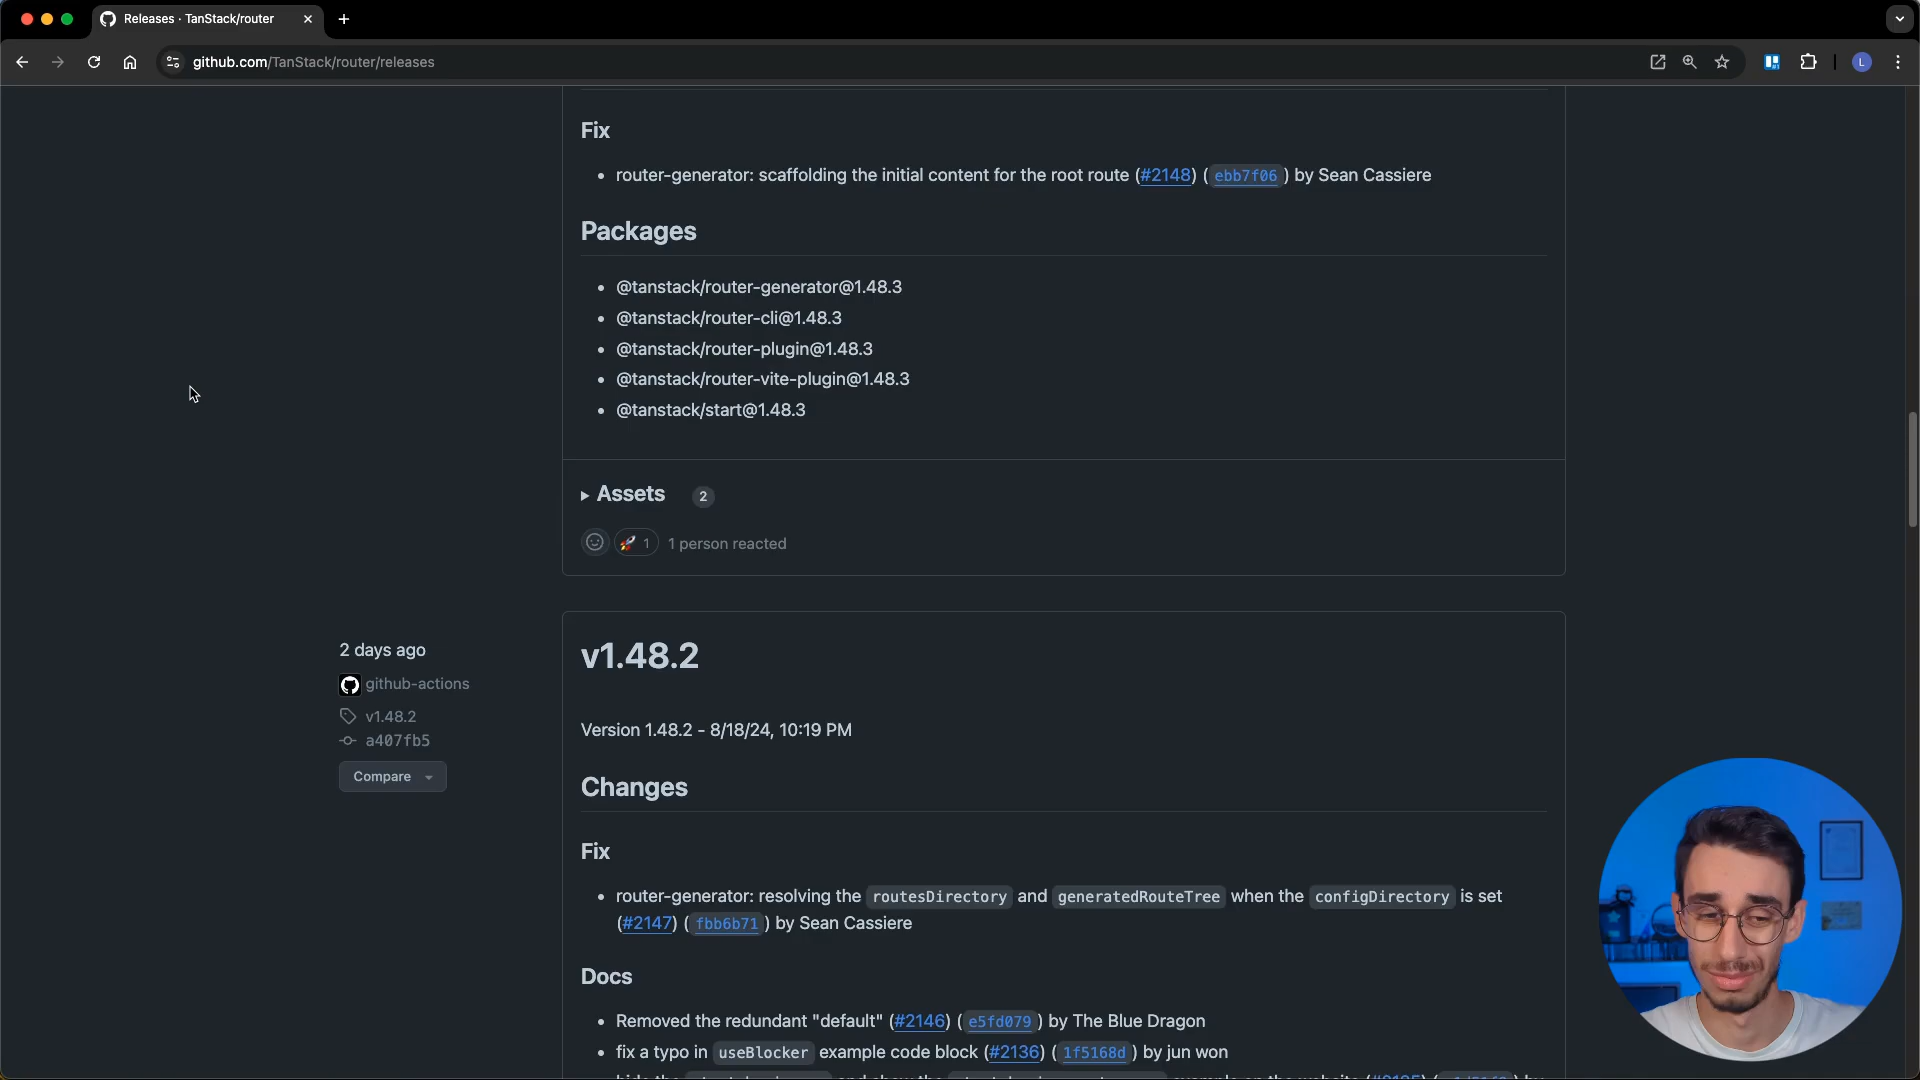 Releases · TanStack/router
github.com/TanStack/router/releases
L
Fix
router-generator: scaffolding the initial content for the root route (#2148) (ebb7f06) by Sean Cassiere
Packages
@tanstack/router-generator@1.48.3
@tanstack/router-cli@1.48.3
@tanstack/router-plugin@1.48.3
@tanstack/router-vite-plugin@1.48.3
@tanstack/start@1.48.3
Assets 2
1 1 person reacted
2 days ago
github-actions
v1.48.2
a407fb5
Compare
v1.48.2
Version 1.48.2 - 8/18/24, 10:19 PM
Changes
Fix
router-generator: resolving the routesDirectory and generatedRouteTree when the configDirectory is set
(#2147) (fbb6b71) by Sean Cassiere
Docs
Removed the redundant "default" (#2146) (e5fd079) by The Blue Dragon
fix a typo in useBlocker example code block (#2136) (1f5168d) by jun won